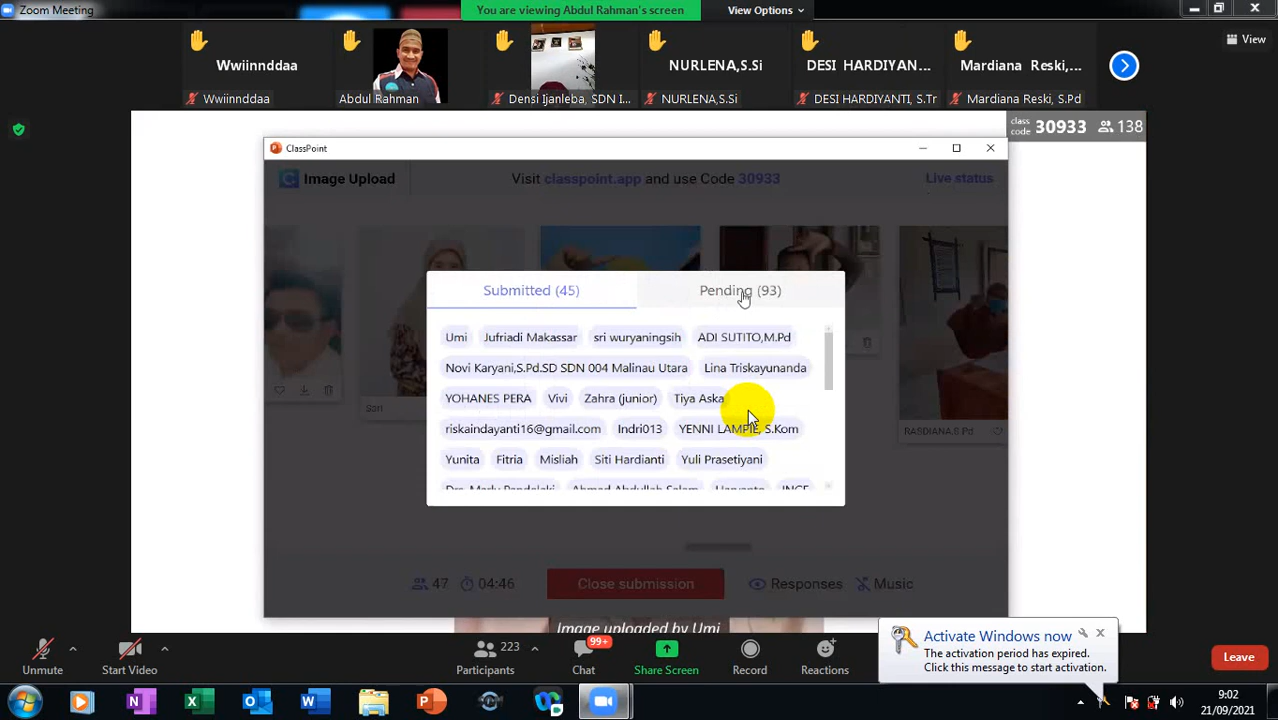 Zoom Meeting
You are viewing Abdul Rahman's screen
View Options
Wwiinnddaa
NURLENA,S.Si
DESI HARDIYAN...
Mardiana Reski,...
View
Wwiinnddaa
Abdul Rahman
Densi Ijanleba, SDN I...
NURLENA,S.Si
DESI HARDIYANTI, S.Tr
Mardiana Reski, S.Pd
class code 30933 138
ClassPoint
Image Upload
Visit classpoint.app and use Code 30933
Live status
Submitted (45)
Pending (93)
Umi Jufriadi Makassar sri wuryaningsih ADI SUTITO,M.Pd
Novi Karyani,S.Pd.SD SDN 004 Malinau Utara Lina Triskayunanda
YOHANES PERA Vivi Zahra (junior) Tiya Aska
riskaindayanti16@gmail.com Indri013 YENNI LAMPIE, S.Kom
Yunita Fitria Misliah Siti Hardianti Yuli Prasetiyani
Sari
RASDIANA.S.Pd
47 04:46 Close submission Responses Music
Image uploaded by Umi
Activate Windows now
The activation period has expired.
Click this message to start activation.
Unmute
Start Video
223
Participants
99+
Chat
Share Screen
Record
Reactions
Leave
9:02
21/09/2021